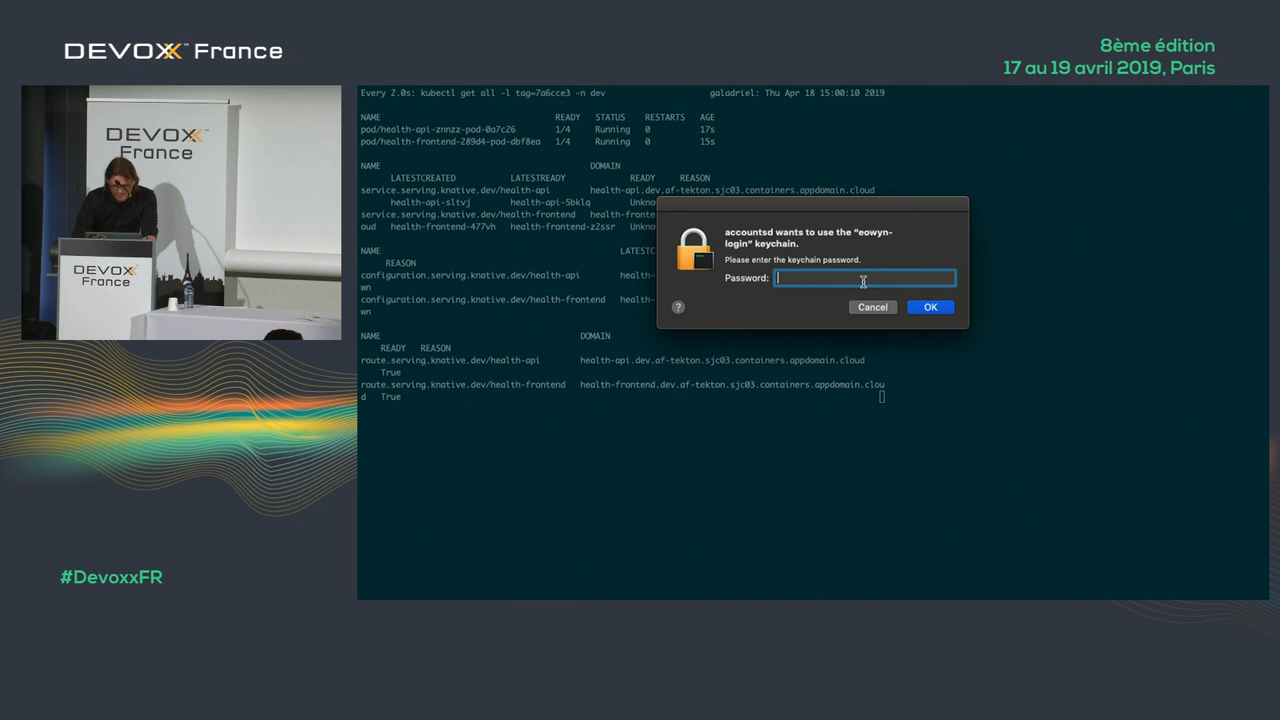 DEVOXX™ France
8ème édition
17 au 19 avril 2019, Paris
DEVOXX™
France
DEVOXX
France
#DevoxxFR
Every 2.0s: kubectl get all -l tag=7a6cce3 -n dev galadriel: Thu Apr 18 15:00:10 2019
NAME READY STATUS RESTARTS AGE
pod/health-api-znnzz-pod-0a7c26 1/4 Running 0 17s
pod/health-frontend-289d4-pod-dbf8ea 1/4 Running 0 15s
NAME DOMAIN
LATESTCREATED LATESTREADY READY REASON
service.serving.knative.dev/health-api health-api.dev.af-tekton.sjc03.containers.appdomain.cloud
health-api-sltvj health-api-5bklq Unkno
service.serving.knative.dev/health-frontend health-fronte
oud health-frontend-477vh health-frontend-z2ssr Unkno
NAME LATESTC
REASON
configuration.serving.knative.dev/health-api health-
wn
configuration.serving.knative.dev/health-frontend health-
wn
NAME DOMAIN
READY REASON
route.serving.knative.dev/health-api health-api.dev.af-tekton.sjc03.containers.appdomain.cloud
True
route.serving.knative.dev/health-frontend health-frontend.dev.af-tekton.sjc03.containers.appdomain.clou
d True
accountsd wants to use the “eowyn-
login” keychain.
Please enter the keychain password.
Password:
? Cancel OK